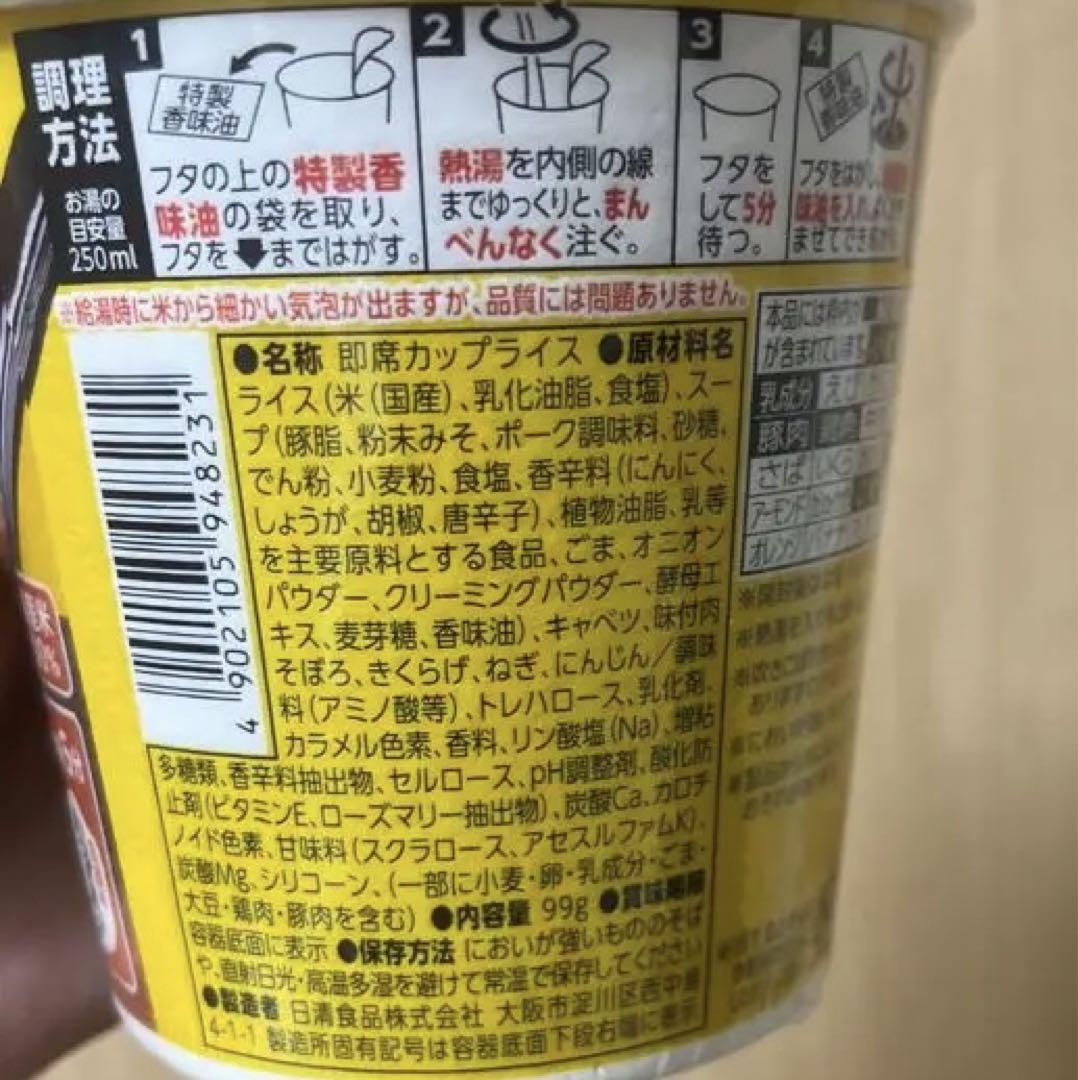 調理
方法
お湯の
目安量
250ml
1
特製
香味油
フタの上の特製香
味油の袋を取り、
フタを⬇まではがす。
2
熱湯を内側の線
までゆっくりと、まん
べんなく注ぐ。
3
フタを
して5分
待つ。
4
フタをはがし、
味油を入れ、
ませてでき
※給湯時に米から細かい気泡が出ますが、品質には問題ありません。
●名称 即席カップライス ●原材料名
ライス(米(国産)、乳化油脂、食塩)、スー
プ(豚脂、粉末みそ、ポーク調味料、砂糖、
でん粉、小麦粉、食塩、香辛料(にんにく、
しょうが、胡椒、唐辛子)、植物油脂、乳等
を主要原料とする食品、ごま、オニオン
パウダー、クリーミングパウダー、酵母エ
キス、麦芽糖、香味油)、キャベツ、味付肉
そぼろ、きくらげ、ねぎ、にんじん/調味
料(アミノ酸等)、トレハロース、乳化剤、
カラメル色素、香料、リン酸塩(Na)、増粘
多糖類、香辛料抽出物、セルロース、pH調整剤、酸化防
止剤(ビタミンE、ローズマリー抽出物)、炭酸Ca、カロチ
ノイド色素、甘味料(スクラロース、アセスルファムK)、
炭酸Mg、シリコーン、(一部に小麦・卵・乳成分・ごま・
大豆・鶏肉・豚肉を含む) ●内容量 99g ●賞味期限
容器底面に表示 ●保存方法 においが強いもののそば
や、直射日光・高温多湿を避けて常温で保存してください
●製造者 日清食品株式会社 大阪市淀川区西中島
4-1-1 製造所固有記号は容器底面下段右端に表示
4 902105 948231
本品には
が含まれて
乳成分 えび
豚肉
さば いくら
アーモンド
オレンジ